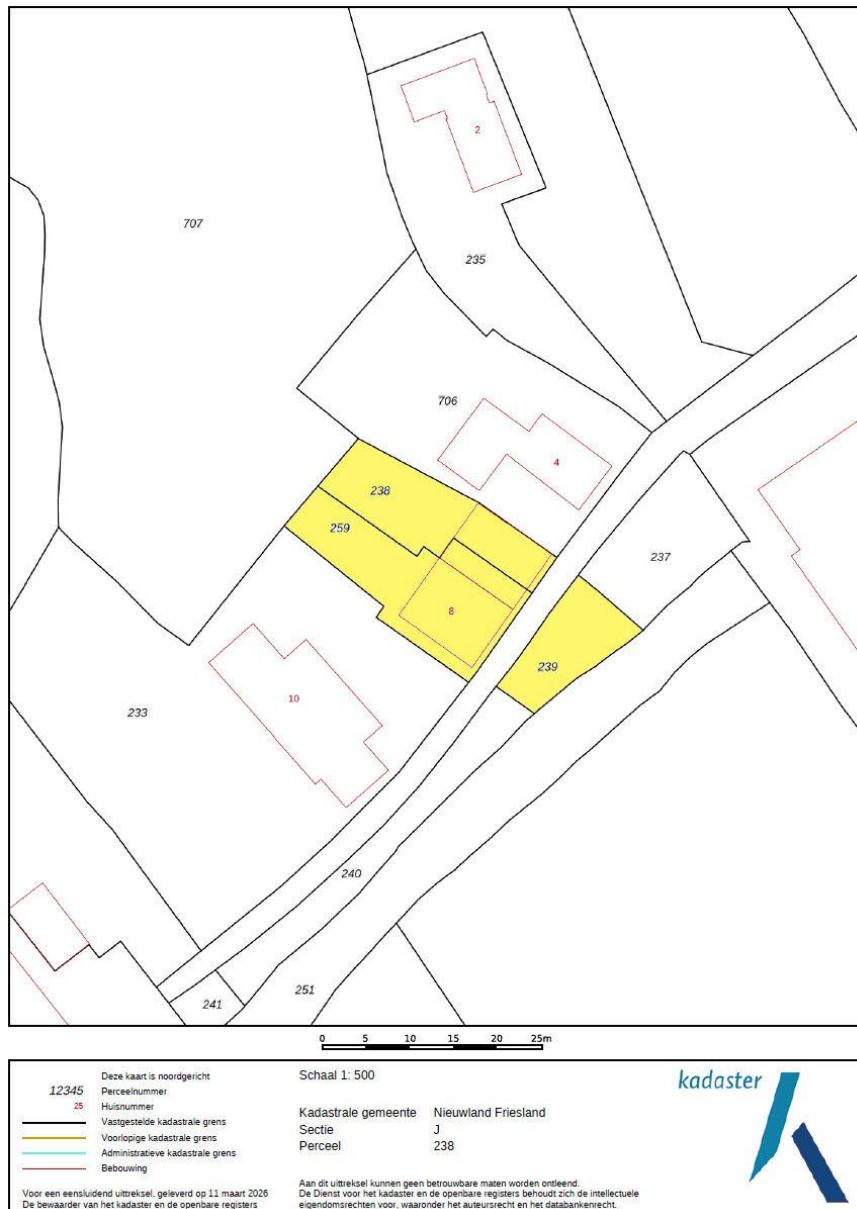 2
707
235
706
4
238
259
237
8
239
10
233
240
251
241
0 5 10 15 20 25m
Deze kaart is noordgericht
12345 Perceelnummer
25 Huisnummer
Vastgestelde kadastrale grens
Voorlopige kadastrale grens
Administratieve kadastrale grens
Bebouwing
Voor een eensluidend uittreksel, geleverd op 11 maart 2026
De bewaarder van het kadaster en de openbare registers
Schaal 1: 500
Kadastrale gemeente Nieuwland Friesland
Sectie J
Perceel 238
Aan dit uittreksel kunnen geen betrouwbare maten worden ontleend.
De Dienst voor het kadaster en de openbare registers behoudt zich de intellectuele
eigendomsrechten voor, waaronder het auteursrecht en het databankenrecht.
kadaster